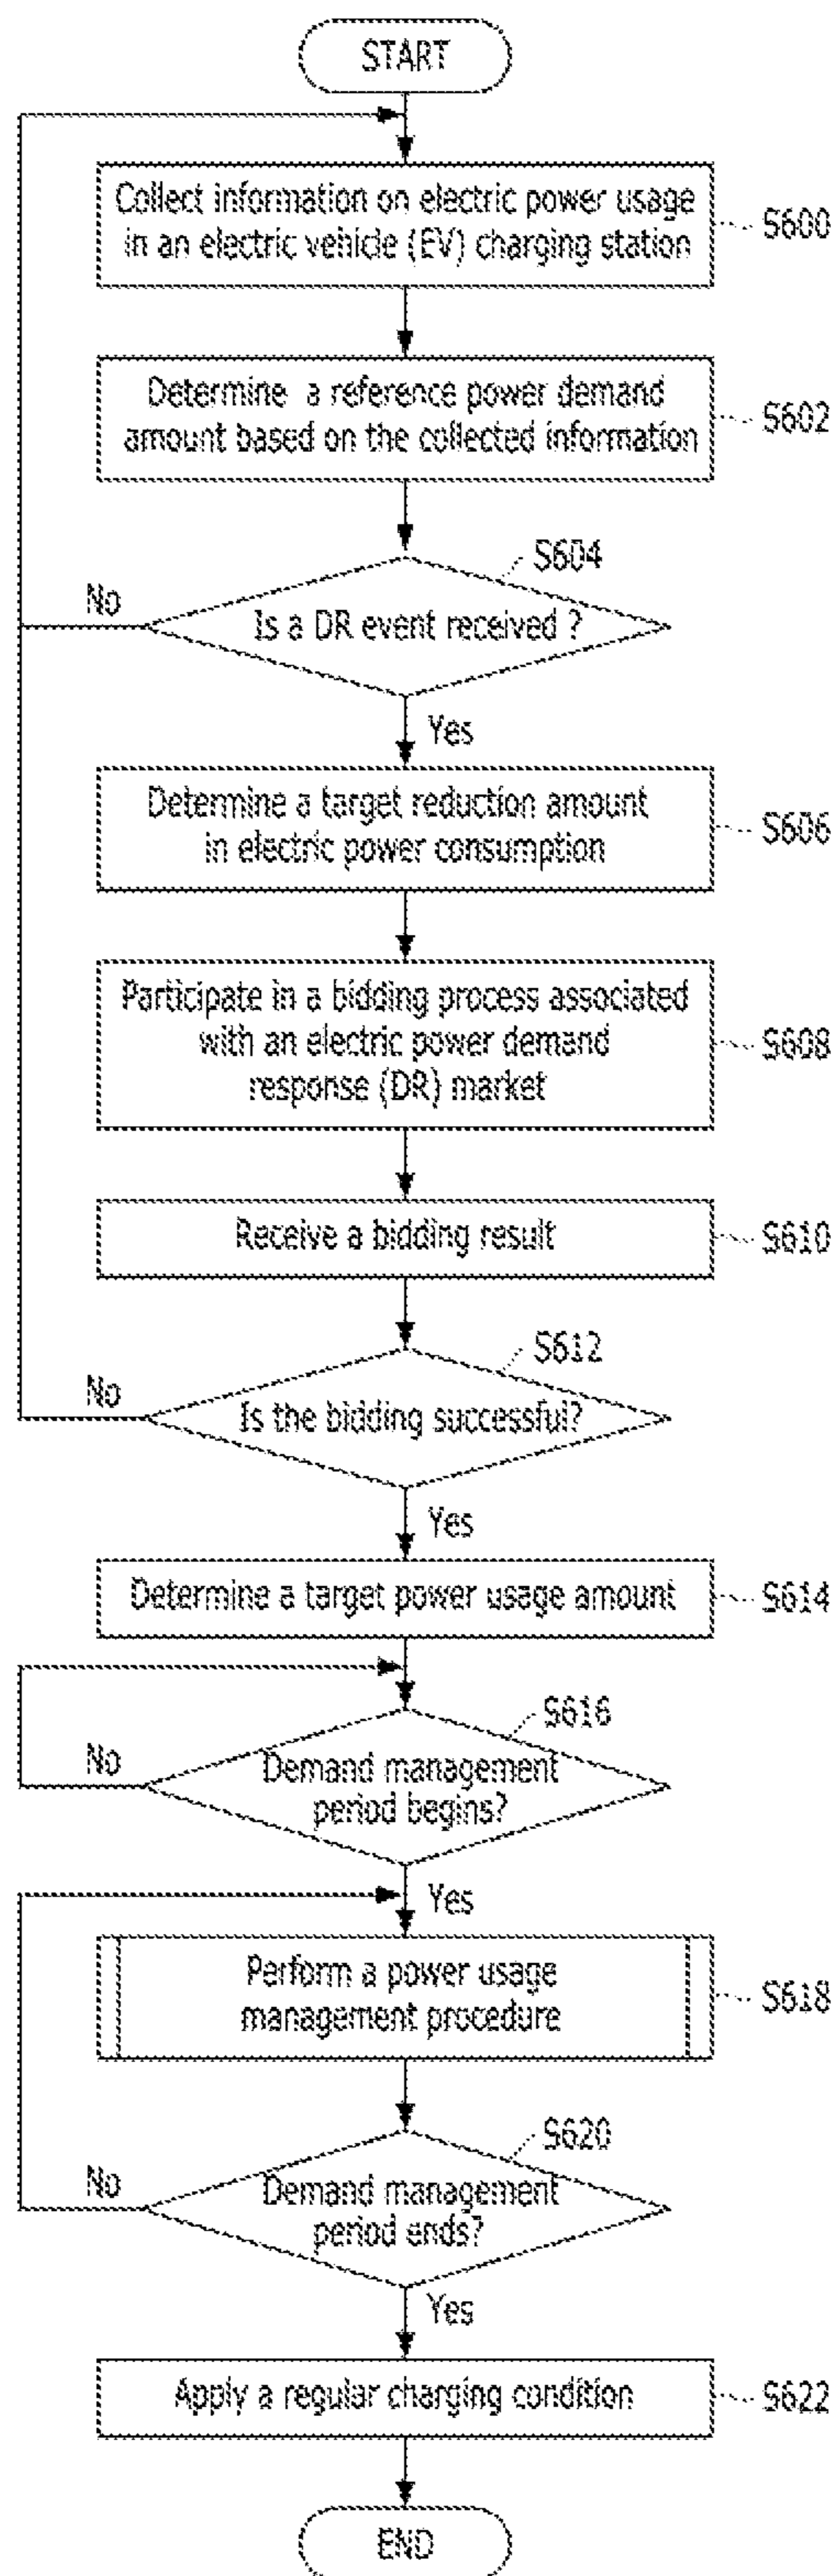 START
Collect information on electric power usage
in an electric vehicle (EV) charging station
S600
Determine a reference power demand
amount based on the collected information
S602
S604
No
Is a DR event received ?
Yes
Determine a target reduction amount
in electric power consumption
S606
Participate in a bidding process associated
with an electric power demand
response (DR) market
S608
Receive a bidding result
S610
S612
No
Is the bidding successful?
Yes
Determine a target power usage amount
S614
S616
No
Demand management
period begins?
Yes
Perform a power usage
management procedure
S618
S620
No
Demand management
period ends?
Yes
Apply a regular charging condition
S622
END